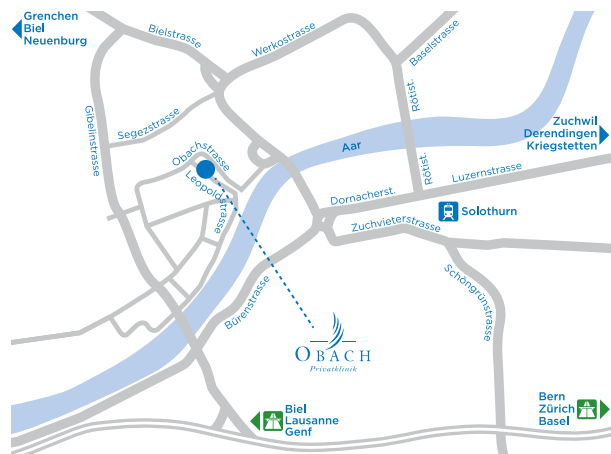 Grenchen
Biel
Neuenburg
Bielstrasse
Werkostrasse
Baselstrasse
Gibelinstrasse
Segezstrasse
Rötist.
Zuchwil
Derendingen
Kriegstetten
Aar
Obachstrasse
Leopoldstrasse
Rötist.
Luzernstrasse
Dornacherst.
Solothurn
Zuchvieterstrasse
Bürenstrasse
Schöngrünstrasse
OBACH
Privatklinik
Biel
Lausanne
Genf
Bern
Zürich
Basel